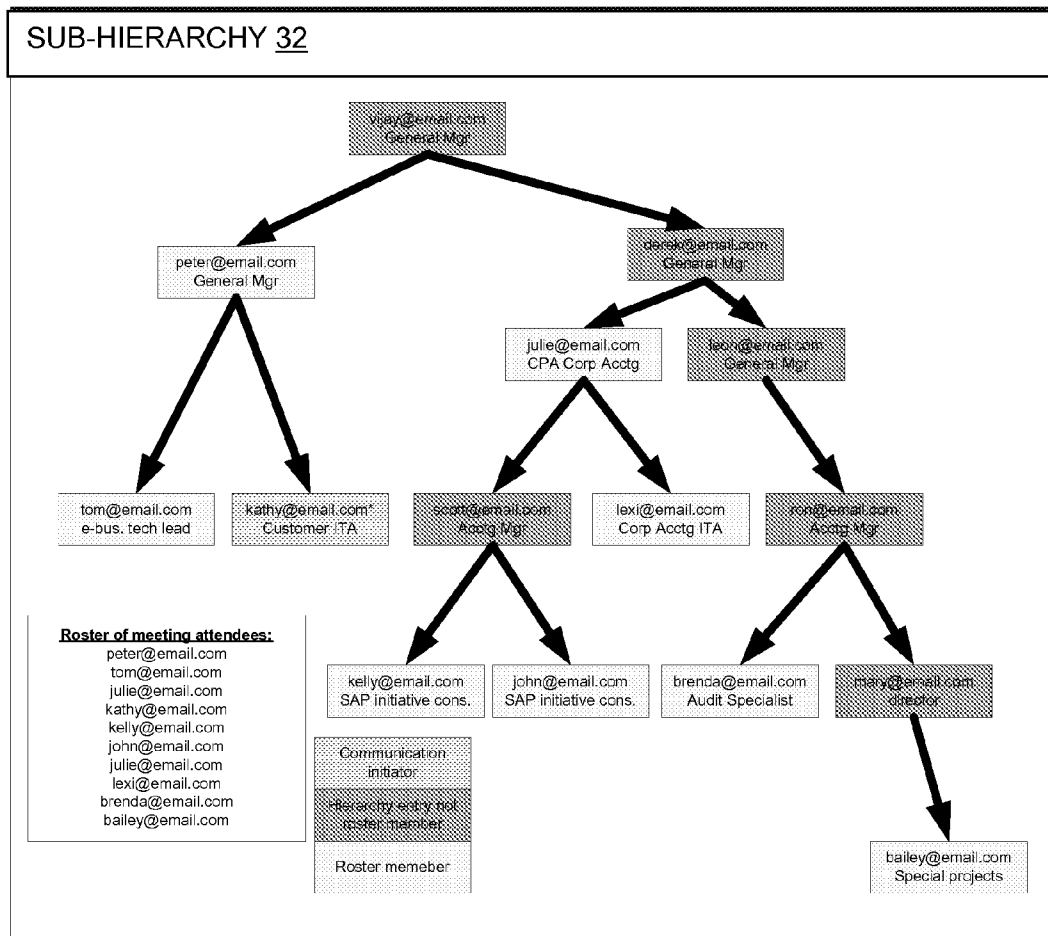 SUB-HIERARCHY 32
vijay@email.com
General Mgr
peter@email.com
General Mgr
derek@email.com
General Mgr
julie@email.com
CPA Corp Acctg
leon@email.com
General Mgr
tom@email.com
e-bus. tech lead
kathy@email.com*
Customer ITA
scott@email.com
Acctg Mgr
lexi@email.com
Corp Acctg ITA
ron@email.com
Acctg Mgr
kelly@email.com
SAP initiative cons.
john@email.com
SAP initiative cons.
brenda@email.com
Audit Specialist
mary@email.com
director
bailey@email.com
Special projects
Roster of meeting attendees:
peter@email.com
tom@email.com
julie@email.com
kathy@email.com
kelly@email.com
john@email.com
julie@email.com
lexi@email.com
brenda@email.com
bailey@email.com
Communication
initiator
Hierarchy entry not
roster member
Roster memeber